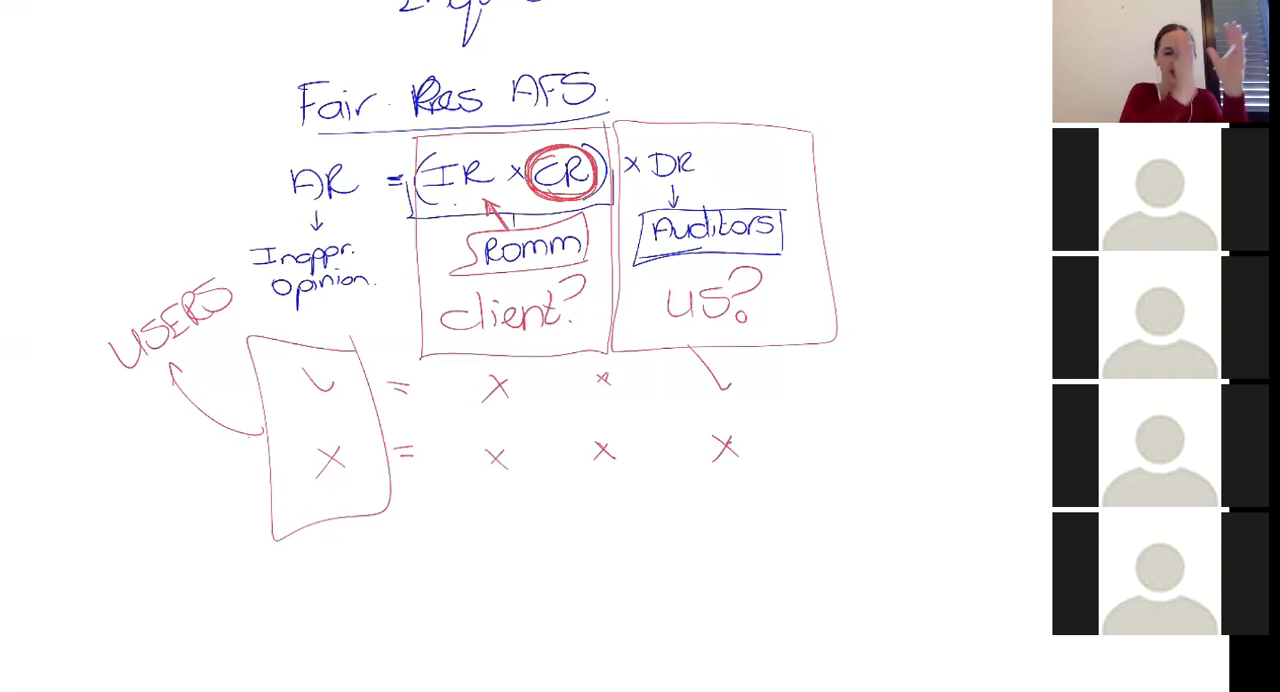 Fair Pres AFS.
AR = (IR × CR) × DR
Inappr.
Opinion.
Romm
Auditors
client?
us?
USERS
✓ = × × ✓
× = × × ×